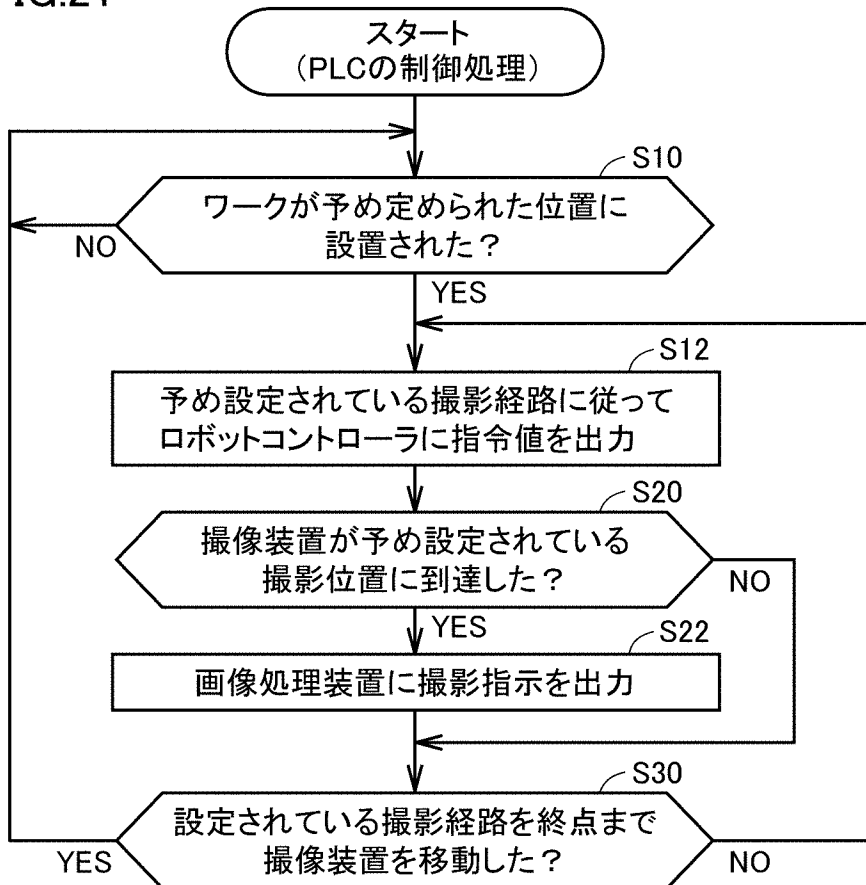 スタート
(PLCの制御処理)
S10
ワークが予め定められた位置に
設置された?
NO
YES
S12
予め設定されている撮影経路に従って
ロボットコントローラに指令値を出力
S20
撮像装置が予め設定されている
撮影位置に到達した?
NO
YES
S22
画像処理装置に撮影指示を出力
S30
設定されている撮影経路を終点まで
撮像装置を移動した?
YES
NO